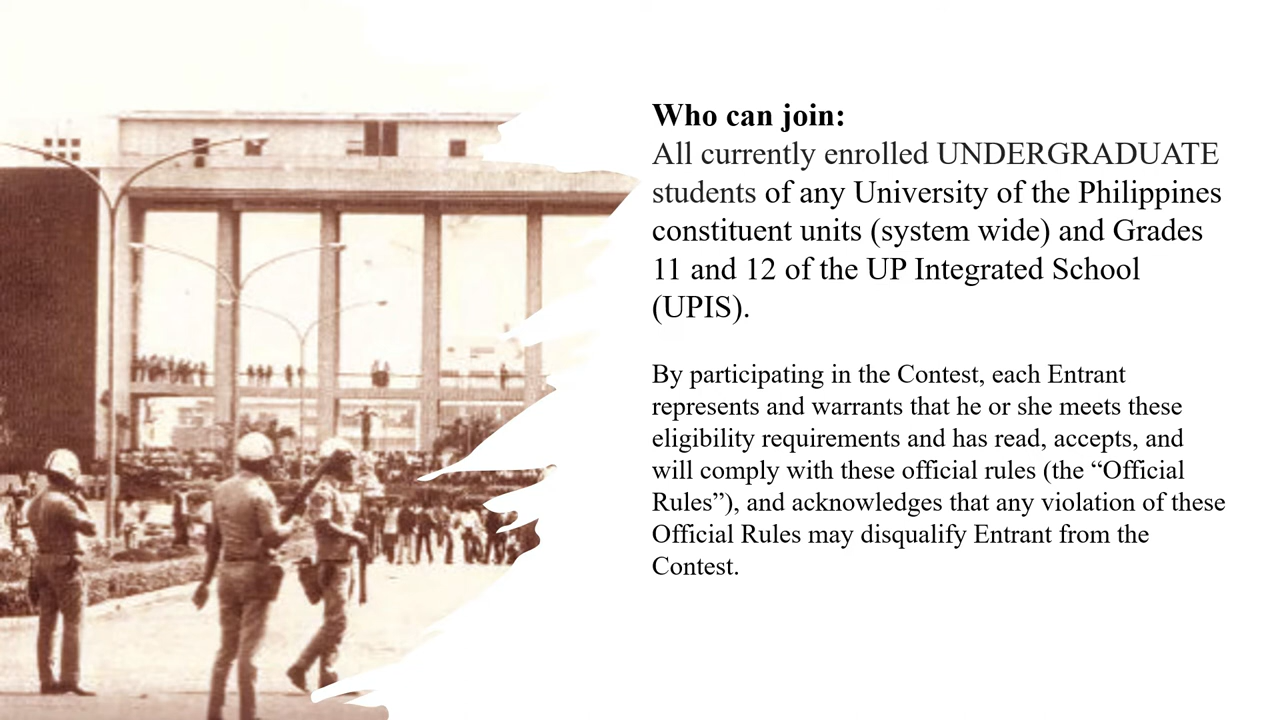 Who can join:
All currently enrolled UNDERGRADUATE
students of any University of the Philippines
constituent units (system wide) and Grades
11 and 12 of the UP Integrated School
(UPIS).
By participating in the Contest, each Entrant
represents and warrants that he or she meets these
eligibility requirements and has read, accepts, and
will comply with these official rules (the “Official
Rules”), and acknowledges that any violation of these
Official Rules may disqualify Entrant from the
Contest.